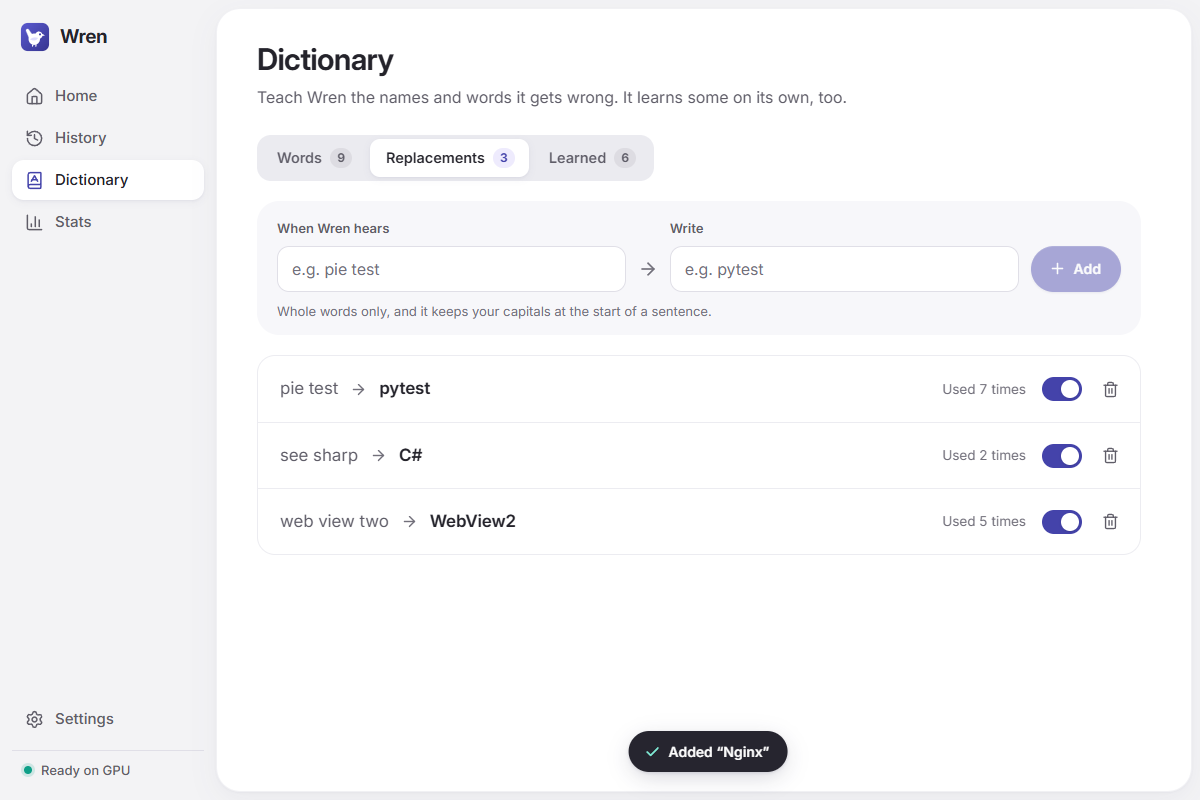 Wren
Home
History
Dictionary
Stats
Settings
Ready on GPU
Dictionary
Teach Wren the names and words it gets wrong. It learns some on its own, too.
Words 9 Replacements 3 Learned 6
When Wren hears Write
e.g. pie test → e.g. pytest + Add
Whole words only, and it keeps your capitals at the start of a sentence.
pie test → pytest Used 7 times
see sharp → C# Used 2 times
web view two → WebView2 Used 5 times
Added “Nginx”